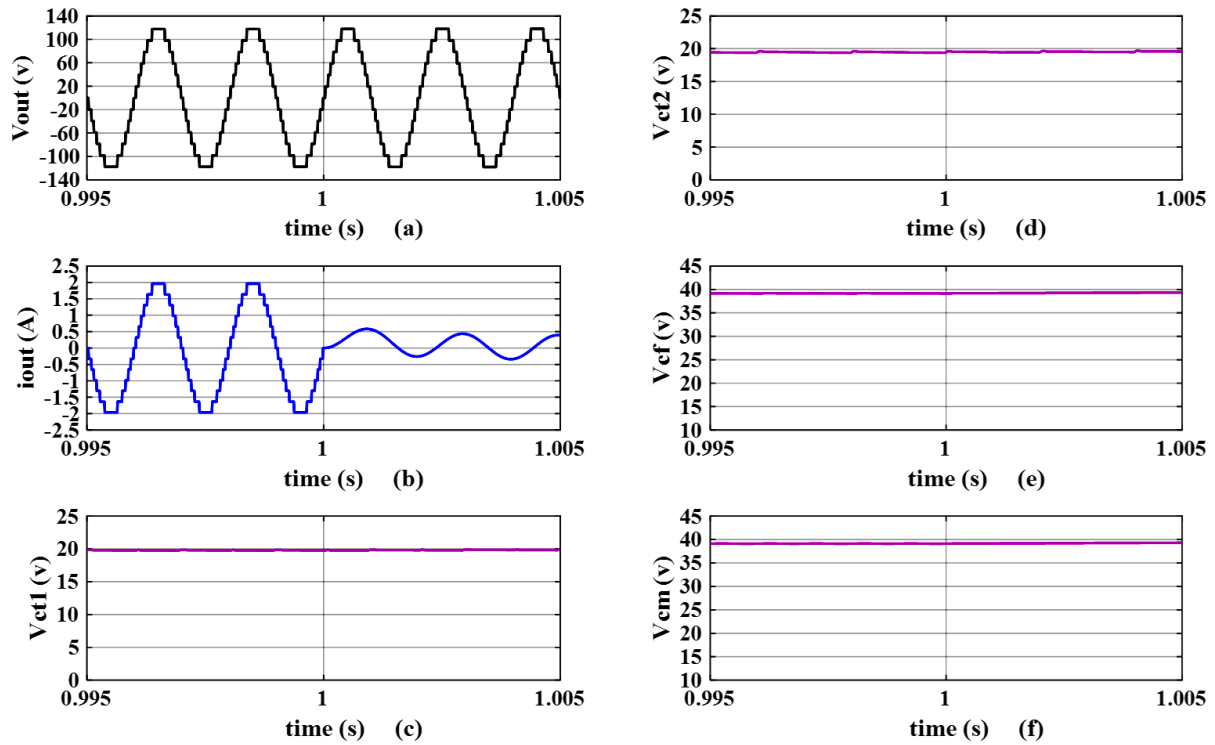 140
100
60
20
-20
-60
-100
-140
Vout (v)
0.995 1 1.005
time (s) (a)
2.5
2
1.5
1
0.5
0
-0.5
-1
-1.5
-2
-2.5
iout (A)
0.995 1 1.005
time (s) (b)
25
20
15
10
5
0
Vct1 (v)
0.995 1 1.005
time (s) (c)
25
20
15
10
5
0
Vct2 (v)
0.995 1 1.005
time (s) (d)
45
40
35
30
25
20
15
10
Vcf (v)
0.995 1 1.005
time (s) (e)
45
40
35
30
25
20
15
10
Vcm (v)
0.995 1 1.005
time (s) (f)